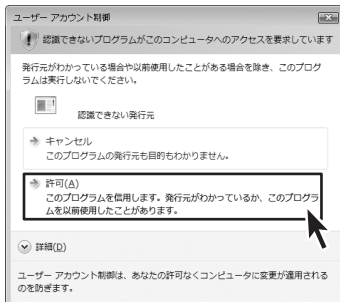 ユーザー アカウント制御
認識できないプログラムがこのコンピュータへのアクセスを要求しています
発行元がわかっている場合や以前使用したことがある場合を除き、このプログ
ラムは実行しないでください。
認識できない発行元
キャンセル
このプログラムの発行元も目的もわかりません。
許可(A)
このプログラムを信用します。発行元がわかっているか、このプログラ
ムを以前使用したことがあります。
詳細(D)
ユーザー アカウント制御は、あなたの許可なくコンピュータに変更が適用される
のを防ぎます。